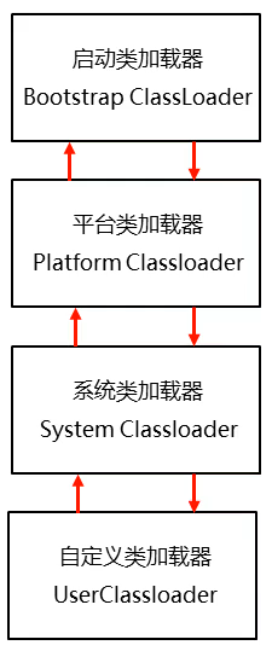 启动类加载器
Bootstrap ClassLoader
平台类加载器
Platform Classloader
系统类加载器
System Classloader
自定义类加载器
UserClassloader